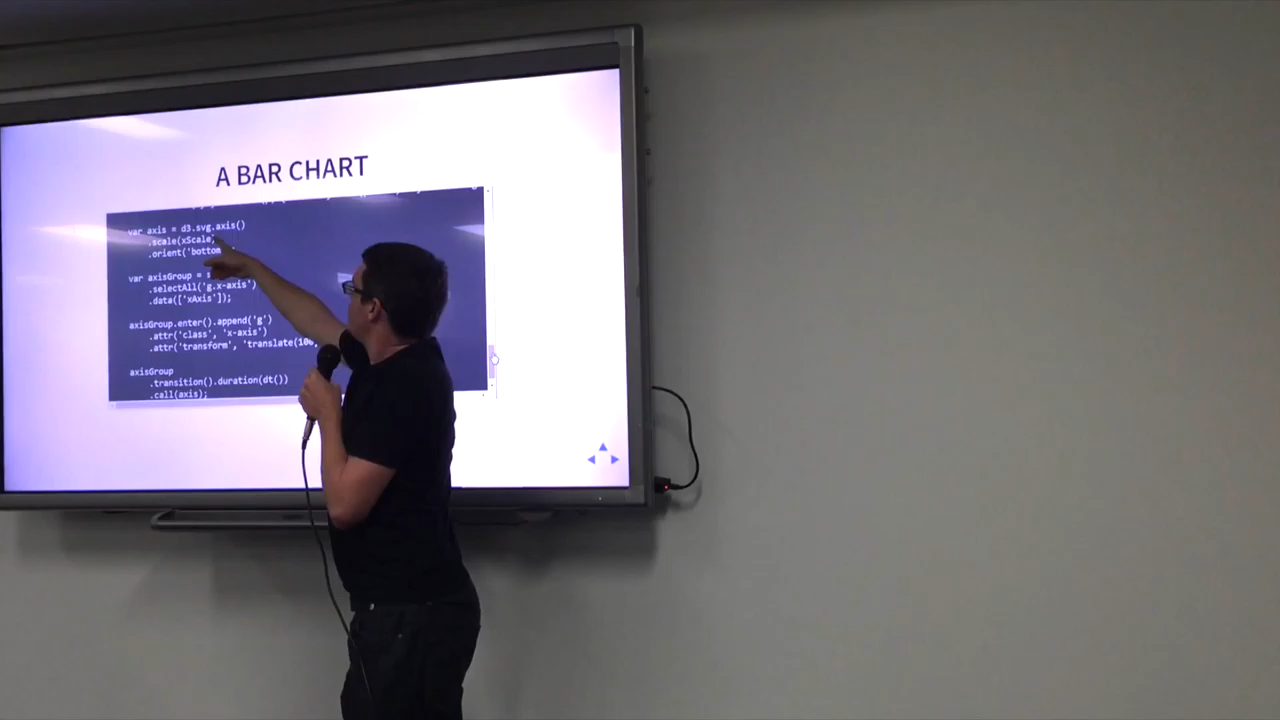 A BAR CHART
var axis = d3.svg.axis()
.scale(xScale)
.orient('bottom
var axisGroup = s
.selectAll('g.x-axis')
.data(['xAxis']);
axisGroup.enter().append('g')
.attr('class', 'x-axis')
.attr('transform', 'translate(100,
axisGroup
.transition().duration(dt())
.call(axis);